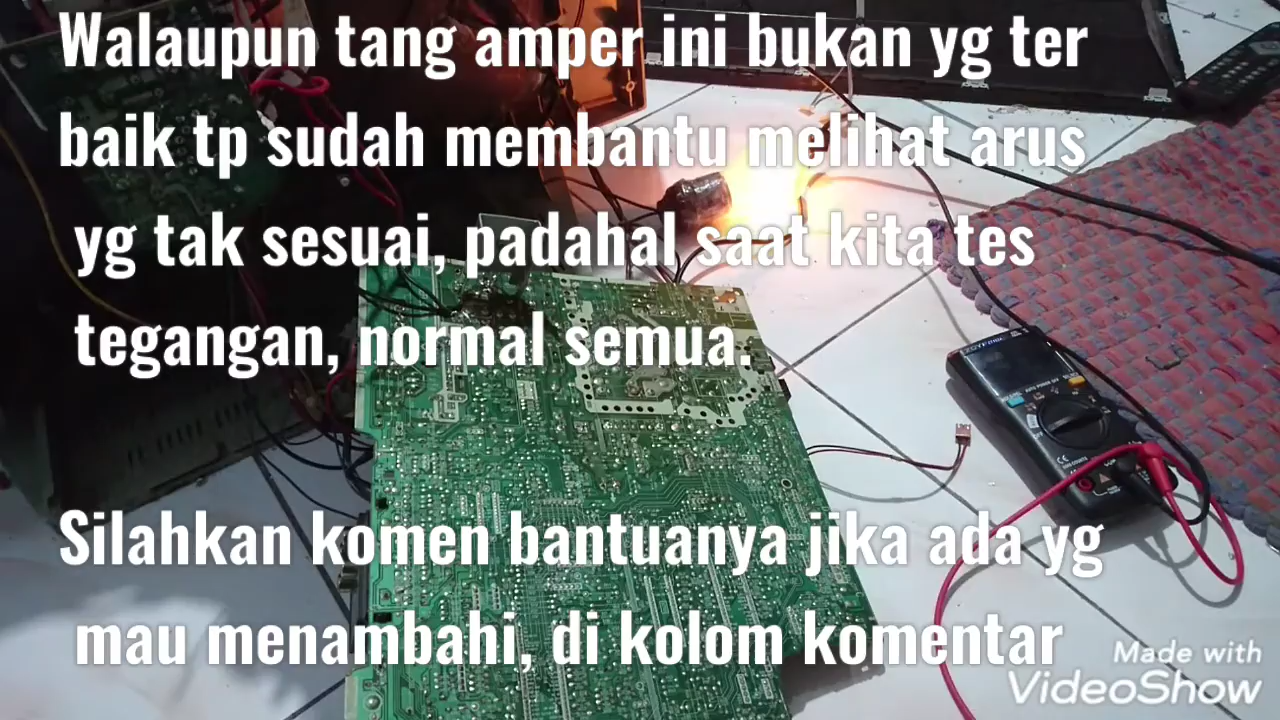 Walaupun tang amper ini bukan yg ter
baik tp sudah membantu melihat arus
yg tak sesuai, padahal saat kita tes
tegangan, normal semua.
Silahkan komen bantuanya jika ada yg
mau menambahi, di kolom komentar
Made with
VideoShow